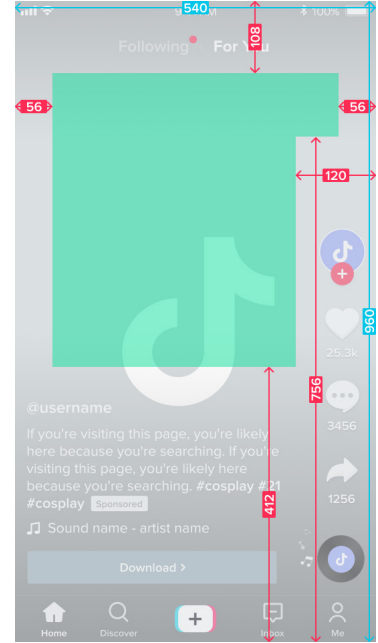 540
100%
Following
For You
108
56
56
120
960
25.3k
3456
756
@username
If you're visiting this page, you're likely
here because you're searching. If you're
visiting this page, you're likely here
because you're searching. #cosplay #21
#cosplay Sponsored
1256
412
Sound name - artist name
Download >
Home
Discover
Inbox
Me